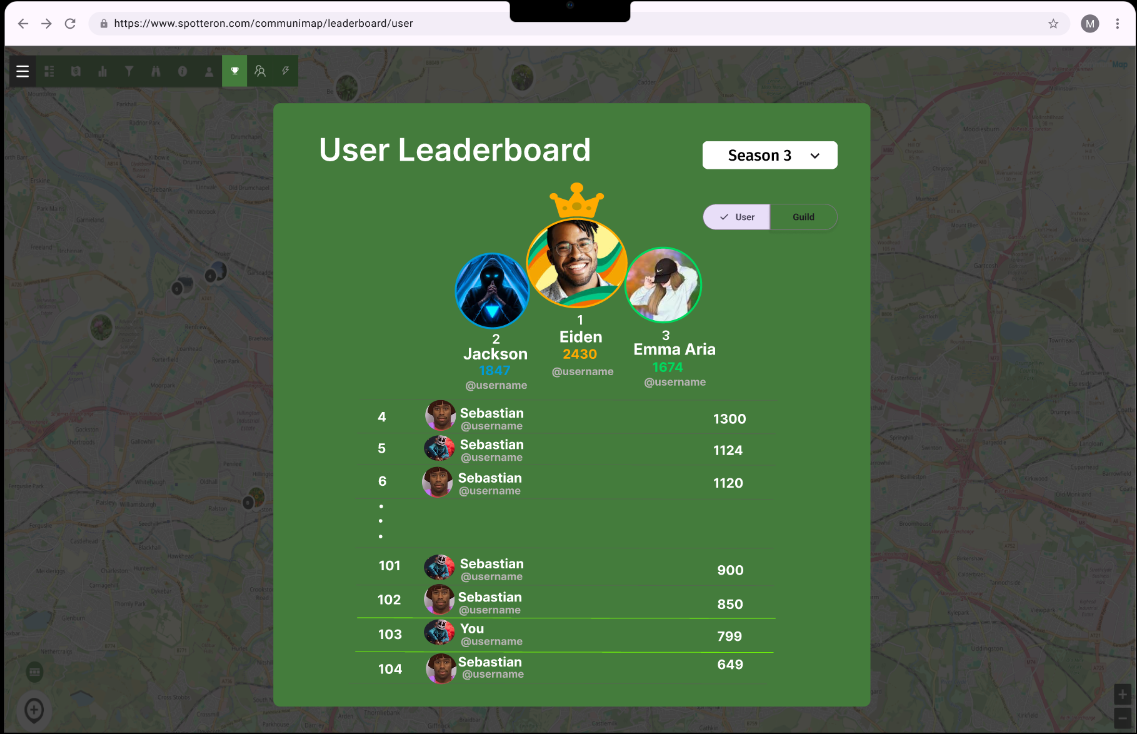 https://www.spotteron.com/communimap/leaderboard/user
M
Map
User Leaderboard
Season 3
User
Guild
1
Eiden
2430
@username
2
Jackson
1847
@username
3
Emma Aria
1674
@username
4 Sebastian 1300
@username
5 Sebastian 1124
@username
6 Sebastian 1120
@username
101 Sebastian 900
@username
102 Sebastian 850
@username
103 You 799
@username
104 Sebastian 649
@username